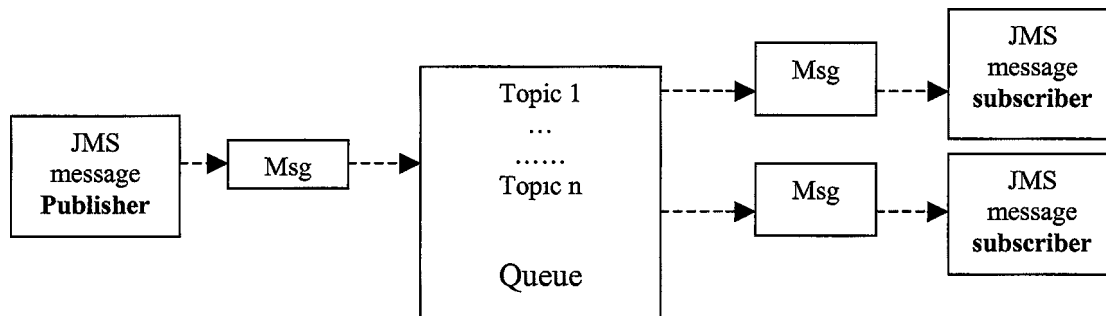 JMS
message
Publisher
Msg
Topic 1
...
......
Topic n
Queue
Msg
JMS
message
subscriber
Msg
JMS
message
subscriber